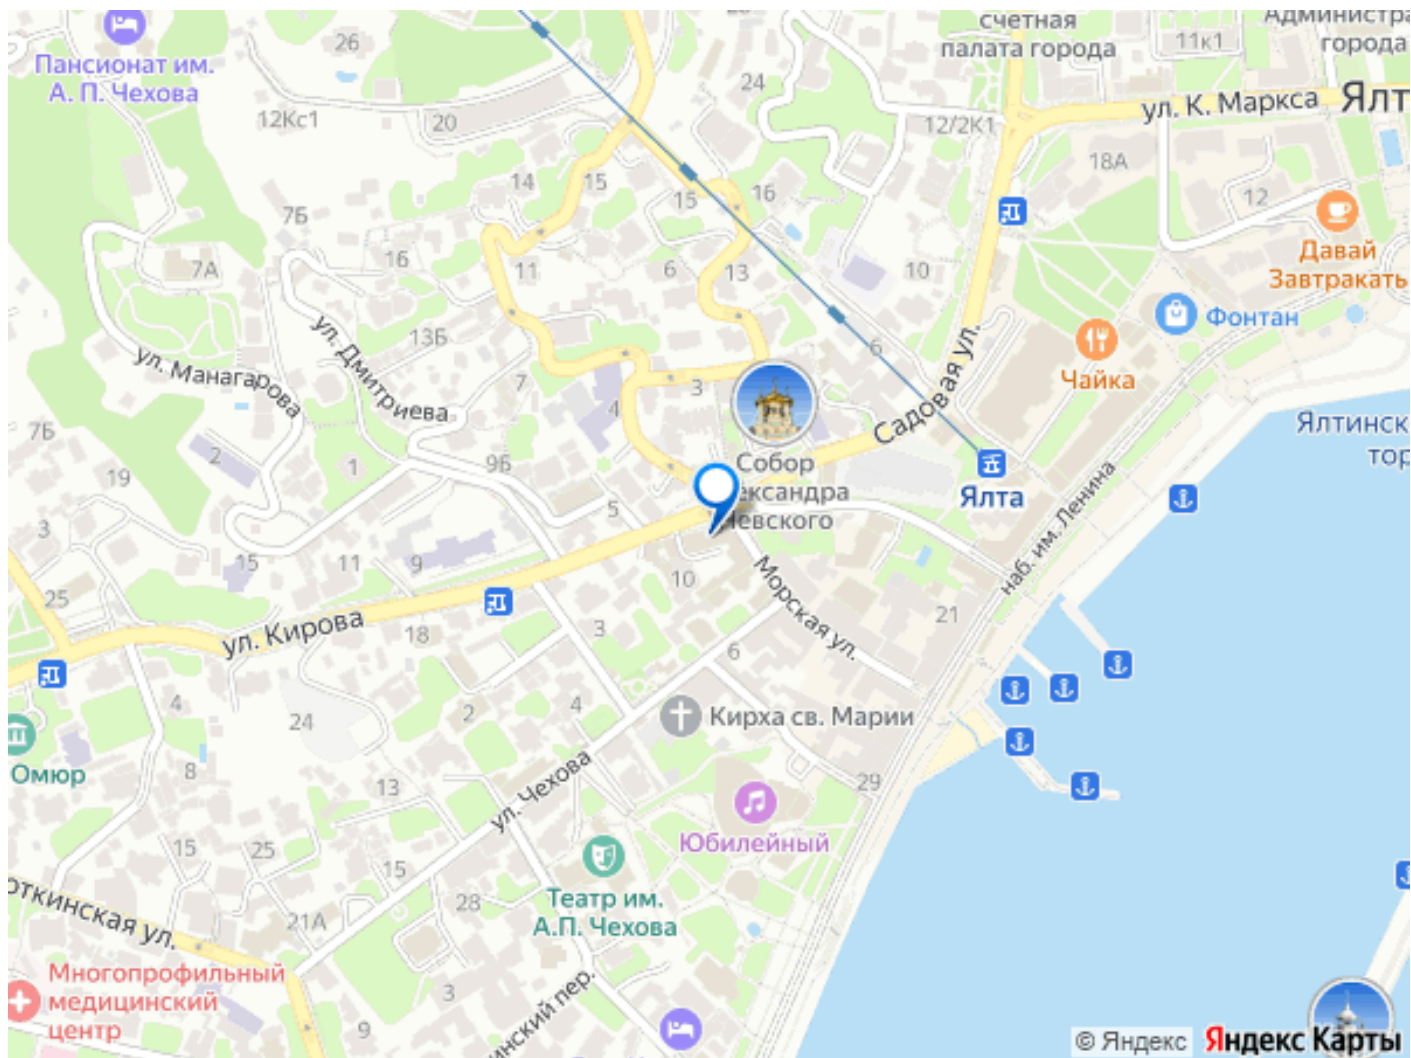 26
Пансионат им.
А. П. Чехова
12Кс1
20
24
счетная
палата города
11к1
города
ул. К. Маркса
12/2К1
18А
14
15
15
16
12
7Б
Давай
Завтракать
16
7А
11
6
13
10
Фонтан
ул. Дмитриева
13Б
6
Чайка
ул. Манагарова
7
3
4
Садовая ул.
7Б
19
2
1
9Б
Собор
Невского
Ялта
наб. им. Ленина
5
15
11
9
10
Морская ул.
25
21
ул. Кирова
18
3
6
4
24
2
4
Кирха св. Марии
Омюр
8
13
29
ул. Чехова
Юбилейный
15
25
15
21А
28
Театр им.
А.П. Чехова
Многопрофильный
медицинский
центр
3
9
© Яндекс
Яндекс Карты